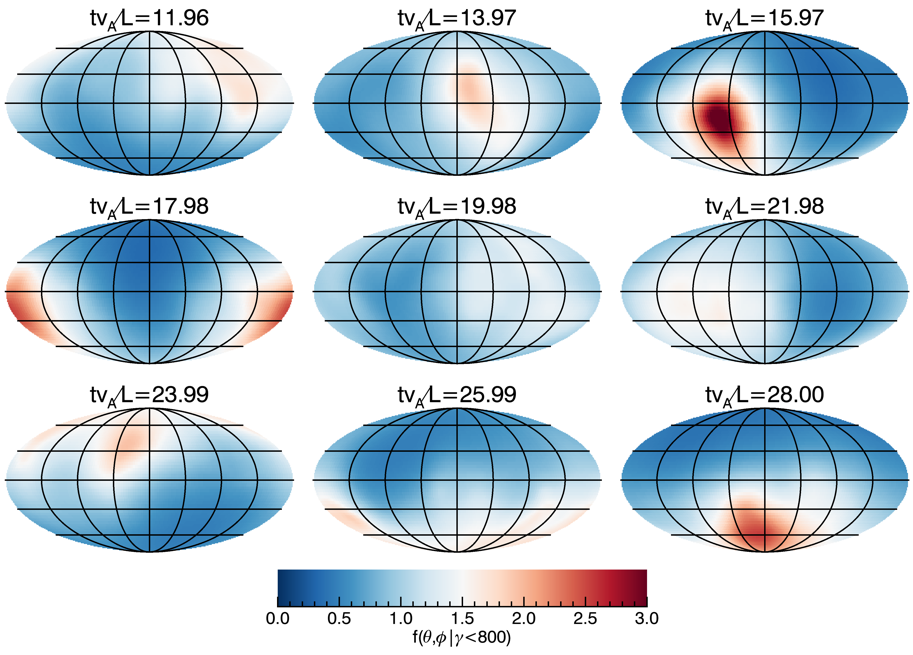 tv_A/L=11.96 tv_A/L=13.97 tv_A/L=15.97
tv_A/L=17.98 tv_A/L=19.98 tv_A/L=21.98
tv_A/L=23.99 tv_A/L=25.99 tv_A/L=28.00
0.0 0.5 1.0 1.5 2.0 2.5 3.0
f(θ,ϕ|γ<800)